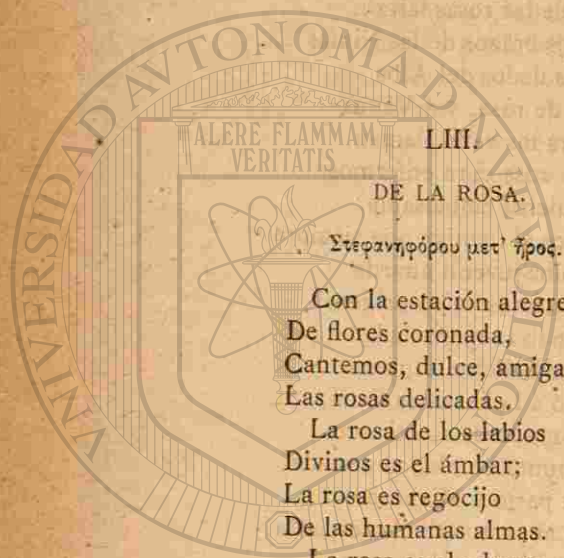 LIII.
DE LA ROSA.
Στεφανηφόρου μετ' ἦρος.
Con la estación alegre
De flores coronada,
Cantemos, dulce, amiga
Las rosas delicadas.
La rosa de los labios
Divinos es el ámbar;
La rosa es regocijo
De las humanas almas.
ALERE FLAMMAM
VERITATIS
UNIVERSIDAD AVTONOMA